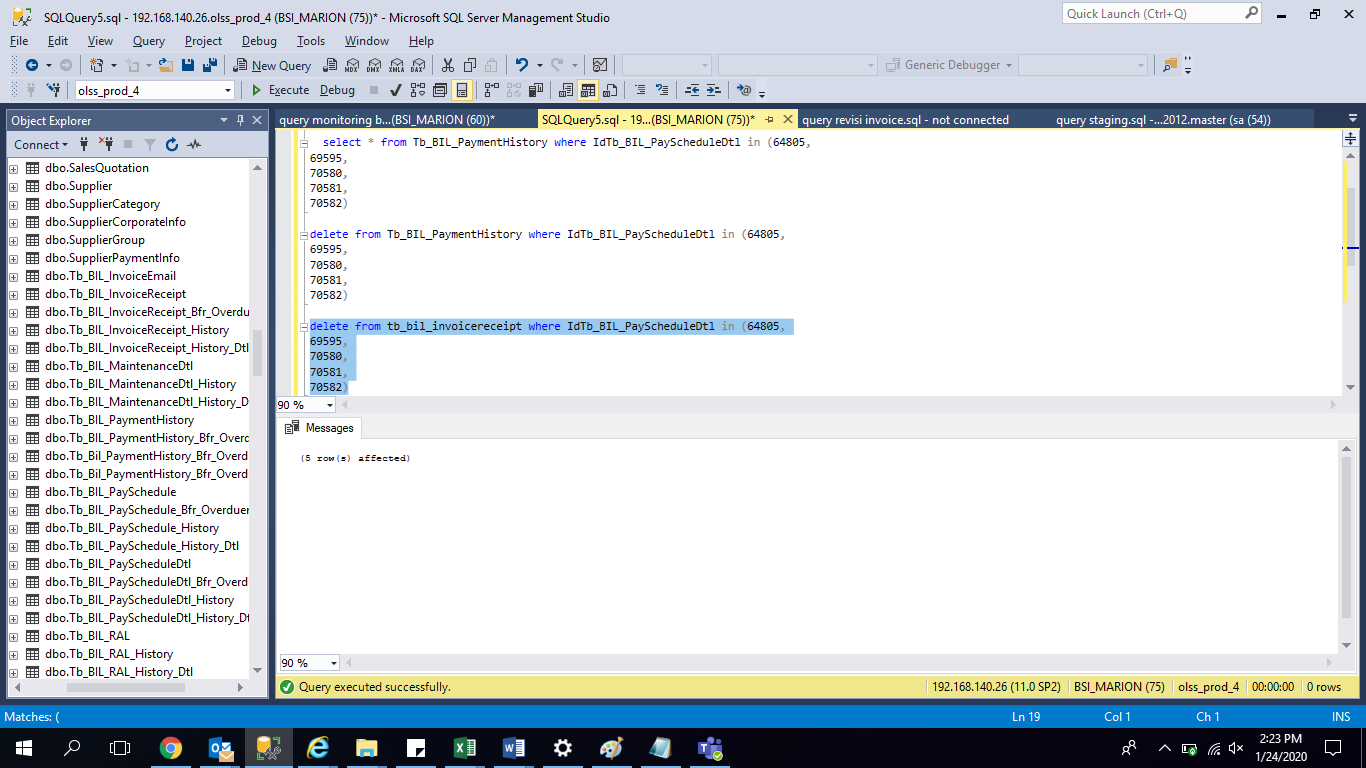 SQLQuery5.sql - 192.168.140.26.olss_prod_4 (BSI_MARION (75))* - Microsoft SQL Server Management Studio
Quick Launch (Ctrl+Q)
File Edit View Query Project Debug Tools Window Help
New Query
MDX DMX XMLA DAX
Generic Debugger
olss_prod_4
Execute Debug
Object Explorer
query monitoring b...(BSI_MARION (60))*
SQLQuery5.sql - 19...(BSI_MARION (75))*
query revisi invoice.sql - not connected
query staging.sql -...2012.master (sa (54))
Connect
dbo.SalesQuotation
dbo.Supplier
dbo.SupplierCategory
dbo.SupplierCorporateInfo
dbo.SupplierGroup
dbo.SupplierPaymentInfo
dbo.Tb_BIL_InvoiceEmail
dbo.Tb_BIL_InvoiceReceipt
dbo.Tb_BIL_InvoiceReceipt_Bfr_Overdu
dbo.Tb_BIL_InvoiceReceipt_History
dbo.Tb_BIL_InvoiceReceipt_History_Dtl
dbo.Tb_BIL_MaintenanceDtl
dbo.Tb_BIL_MaintenanceDtl_History
dbo.Tb_BIL_MaintenanceDtl_History_D
dbo.Tb_BIL_PaymentHistory
dbo.Tb_BIL_PaymentHistory_Bfr_Overd
dbo.Tb_Bil_PaymentHistory_Bfr_Overd
dbo.Tb_Bil_PaymentHistory_Bfr_Overd
dbo.Tb_BIL_PaySchedule
dbo.Tb_BIL_PaySchedule_Bfr_Overduer
dbo.Tb_BIL_PaySchedule_History
dbo.Tb_BIL_PaySchedule_History_Dtl
dbo.Tb_BIL_PayScheduleDtl
dbo.Tb_BIL_PayScheduleDtl_Bfr_Overd
dbo.Tb_BIL_PayScheduleDtl_History
dbo.Tb_BIL_PayScheduleDtl_History_Dt
dbo.Tb_BIL_RAL
dbo.Tb_BIL_RAL_History
dbo.Tb_BIL_RAL_History_Dtl
select * from Tb_BIL_PaymentHistory where IdTb_BIL_PayScheduleDtl in (64805,
69595,
70580,
70581,
70582)
delete from Tb_BIL_PaymentHistory where IdTb_BIL_PayScheduleDtl in (64805,
69595,
70580,
70581,
70582)
delete from tb_bil_invoicereceipt where IdTb_BIL_PayScheduleDtl in (64805,
69595,
70580,
70581,
70582)
90 %
Messages
(5 row(s) affected)
90 %
Query executed successfully.
192.168.140.26 (11.0 SP2) BSI_MARION (75) olss_prod_4 00:00:00 0 rows
Matches: (
Ln 19 Col 1 Ch 1 INS
2:23 PM
1/24/2020